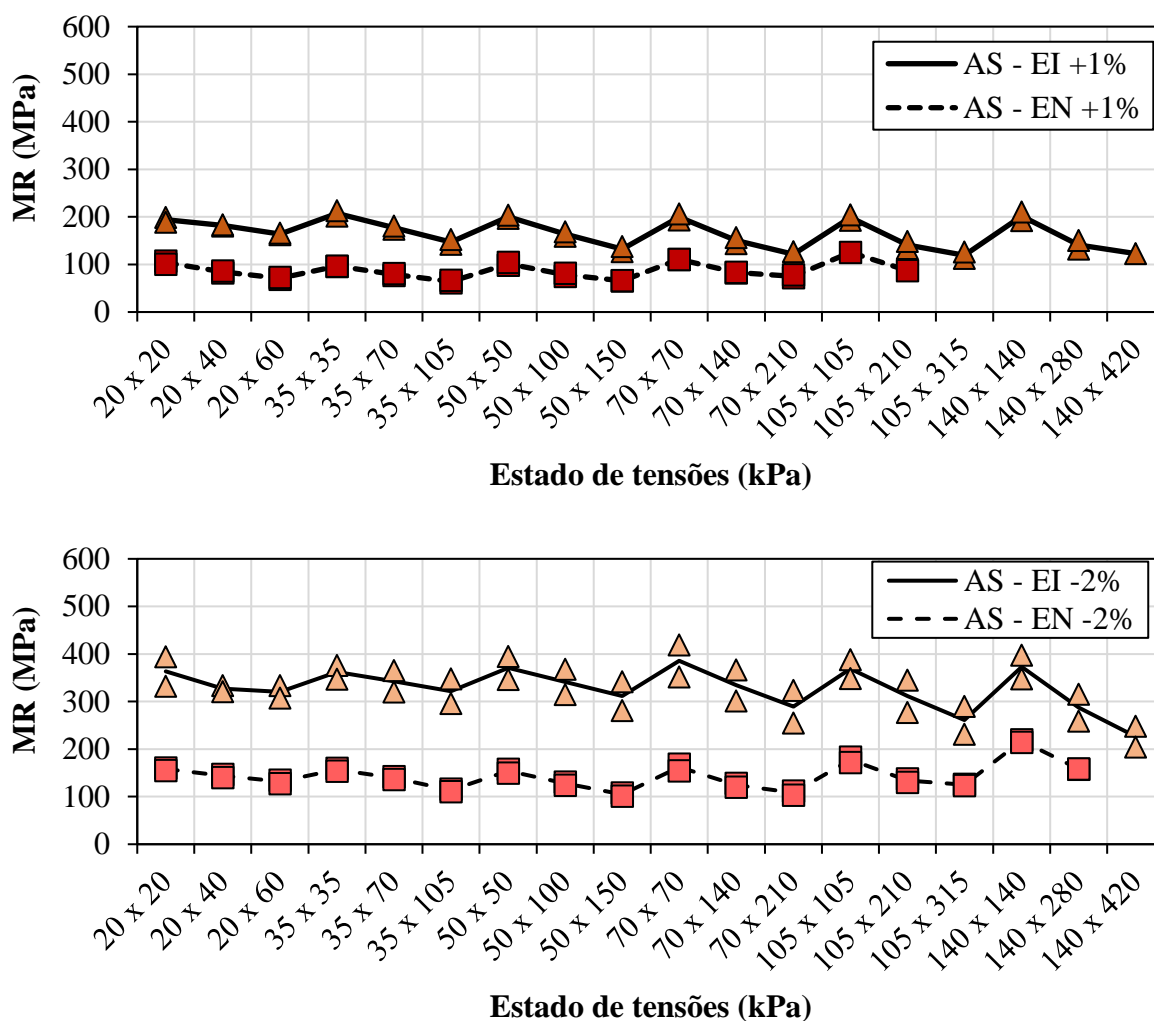 600
500
400
300
200
100
0
MR (MPa)
AS - EI +1%
AS - EN +1%
20 x 20
20 x 40
20 x 60
35 x 35
35 x 70
35 x 105
50 x 50
50 x 100
50 x 150
70 x 70
70 x 140
70 x 210
105 x 105
105 x 210
105 x 315
140 x 140
140 x 280
140 x 420
Estado de tensões (kPa)
600
500
400
300
200
100
0
MR (MPa)
AS - EI -2%
AS - EN -2%
20 x 20
20 x 40
20 x 60
35 x 35
35 x 70
35 x 105
50 x 50
50 x 100
50 x 150
70 x 70
70 x 140
70 x 210
105 x 105
105 x 210
105 x 315
140 x 140
140 x 280
140 x 420
Estado de tensões (kPa)